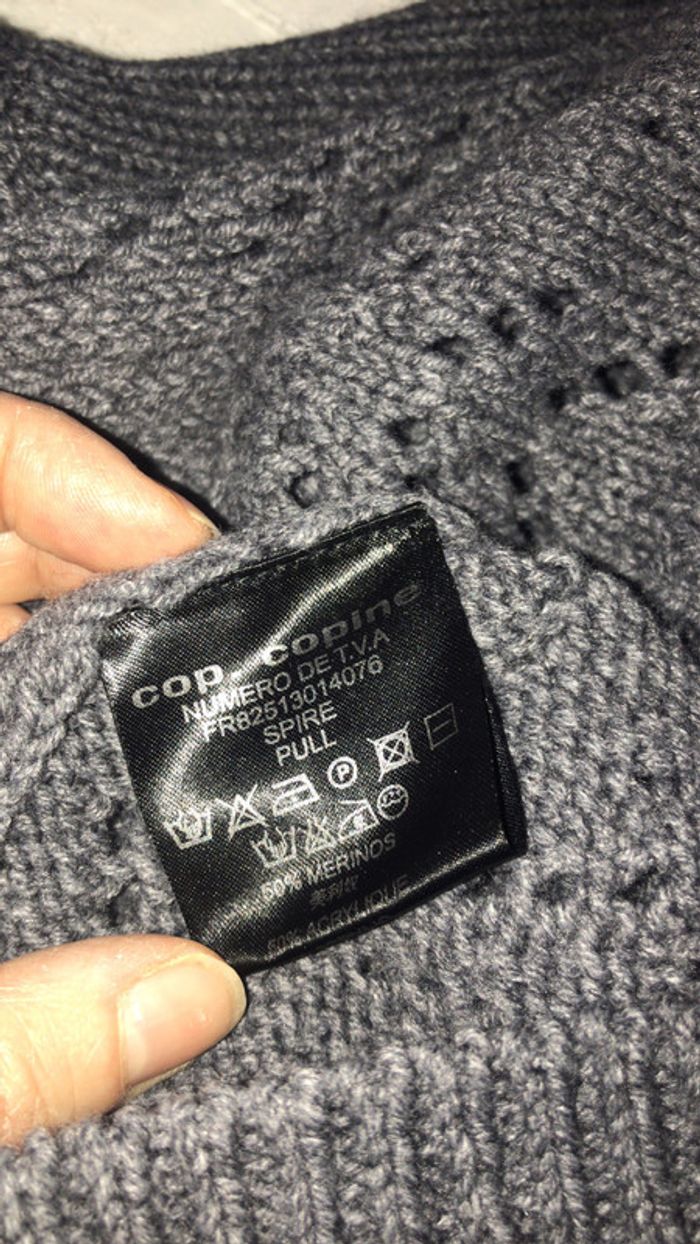 cop. copine
NUMERO DE T.V.A
FR82513014076
SPIRE
PULL
P
50% MERINOS
50% ACRYLIQUE